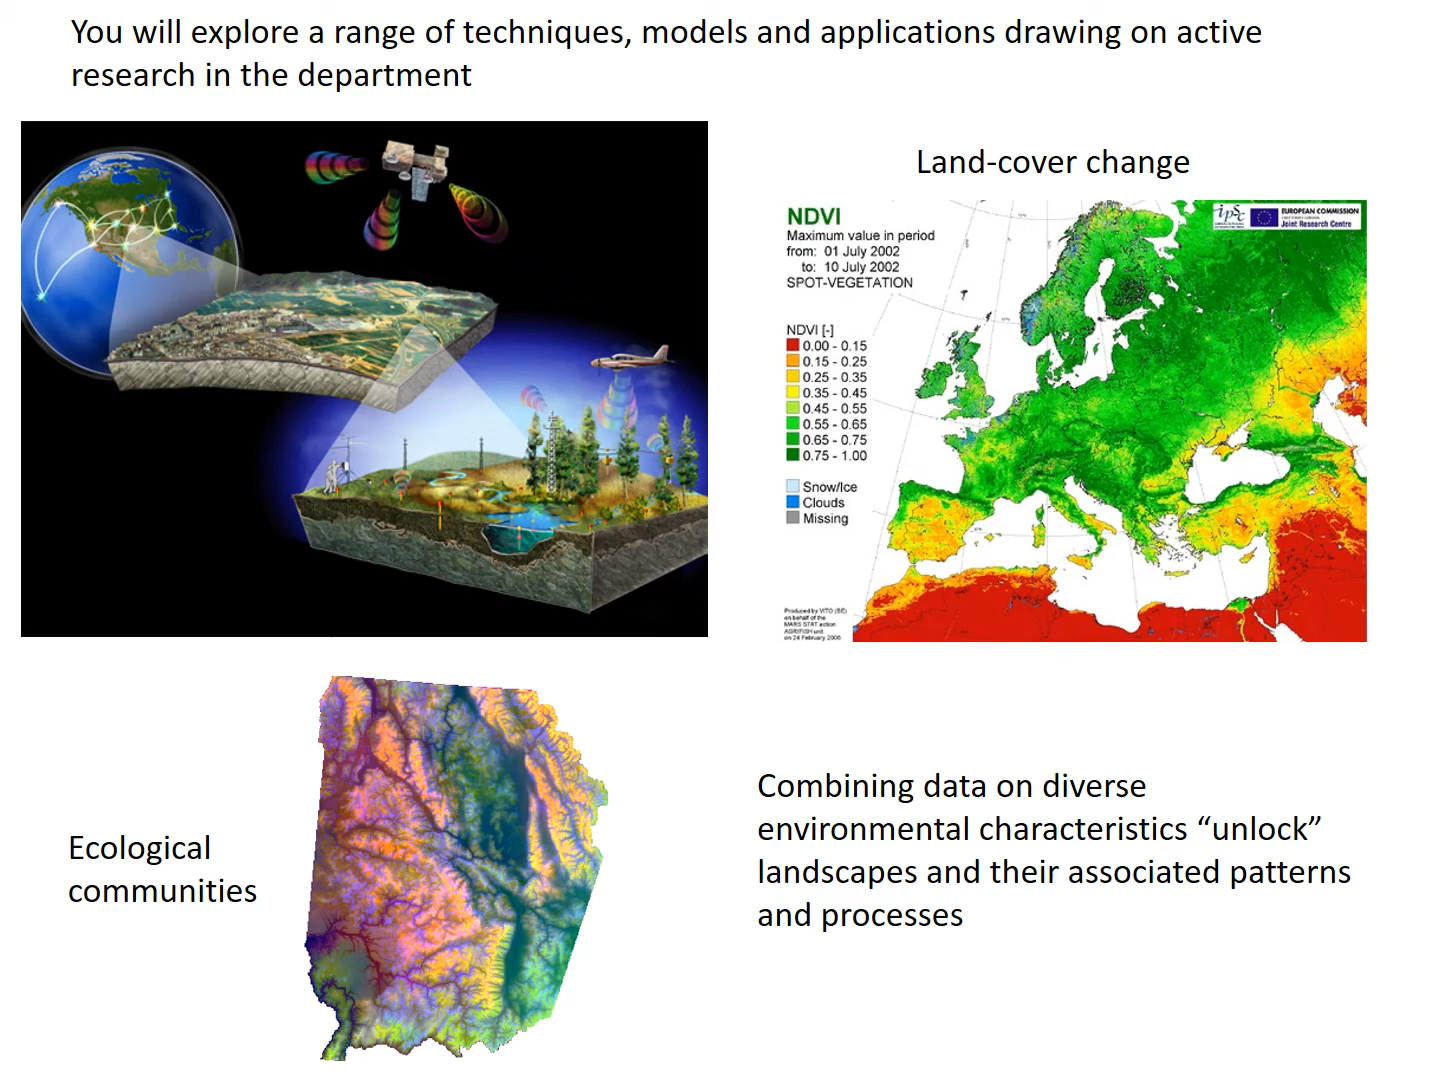 You will explore a range of techniques, models and applications drawing on active
research in the department
Land-cover change
NDVI
Maximum value in period
from: 01 July 2002
to: 10 July 2002
SPOT-VEGETATION
ipsc
EUROPEAN COMMISSION
Joint Research Centre
NDVI [-]
0.00 - 0.15
0.15 - 0.25
0.25 - 0.35
0.35 - 0.45
0.45 - 0.55
0.55 - 0.65
0.65 - 0.75
0.75 - 1.00
Snow/Ice
Clouds
Missing
Produced by VITO (BE)
on behalf of the
MARS STAT action
AGRIFISH unit
on 24 February 2006
Ecological
communities
Combining data on diverse
environmental characteristics “unlock”
landscapes and their associated patterns
and processes